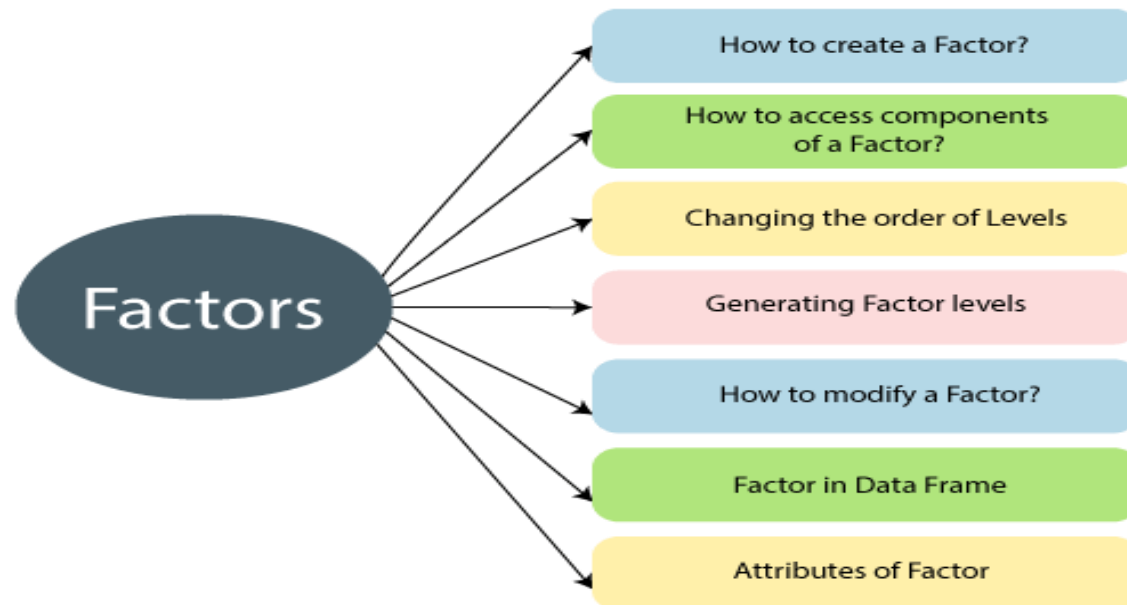 Factors
How to create a Factor?
How to access components
of a Factor?
Changing the order of Levels
Generating Factor levels
How to modify a Factor?
Factor in Data Frame
Attributes of Factor